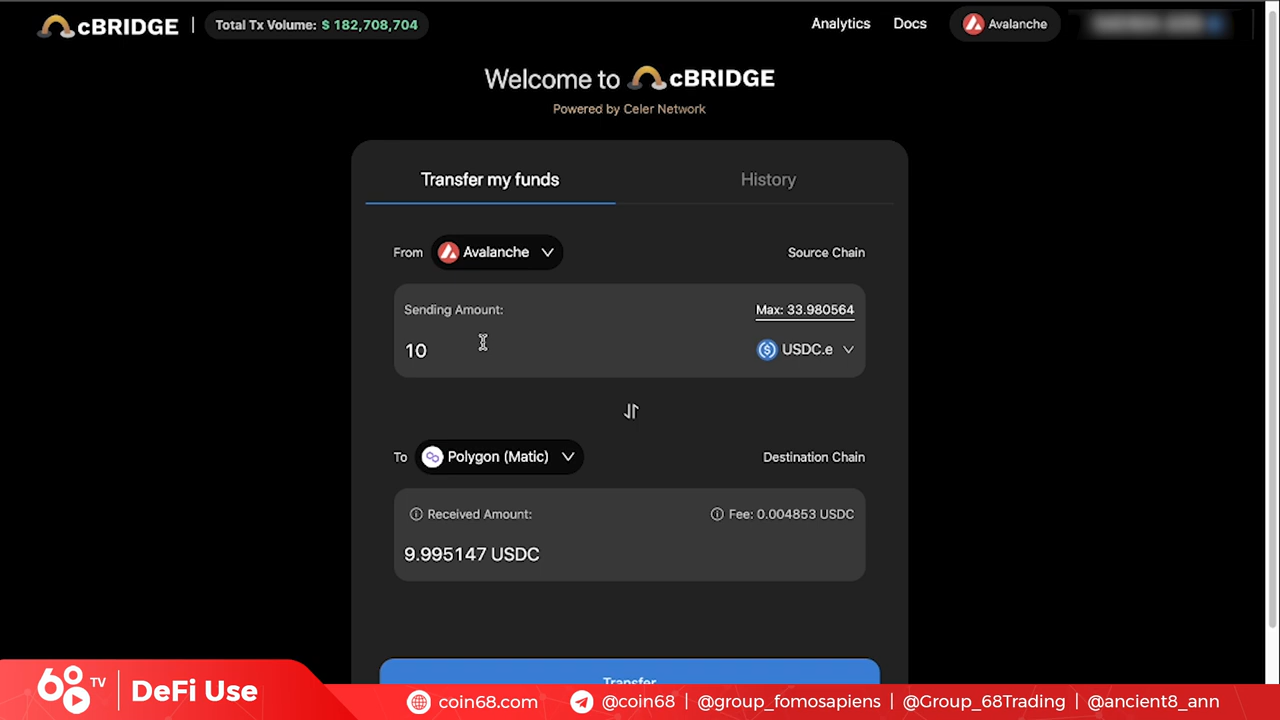 cBRIDGE
Total Tx Volume: $ 182,708,704
Analytics
Docs
Avalanche
Welcome to cBRIDGE
Powered by Celer Network
Transfer my funds
History
From Avalanche
Source Chain
Sending Amount:
Max: 33.980564
10
USDC.e
To Polygon (Matic)
Destination Chain
Received Amount:
Fee: 0.004853 USDC
9.995147 USDC
Transfer
68 TV
DeFi Use
coin68.com
@coin68 | @group_fomosapiens | @Group_68Trading | @ancient8_ann